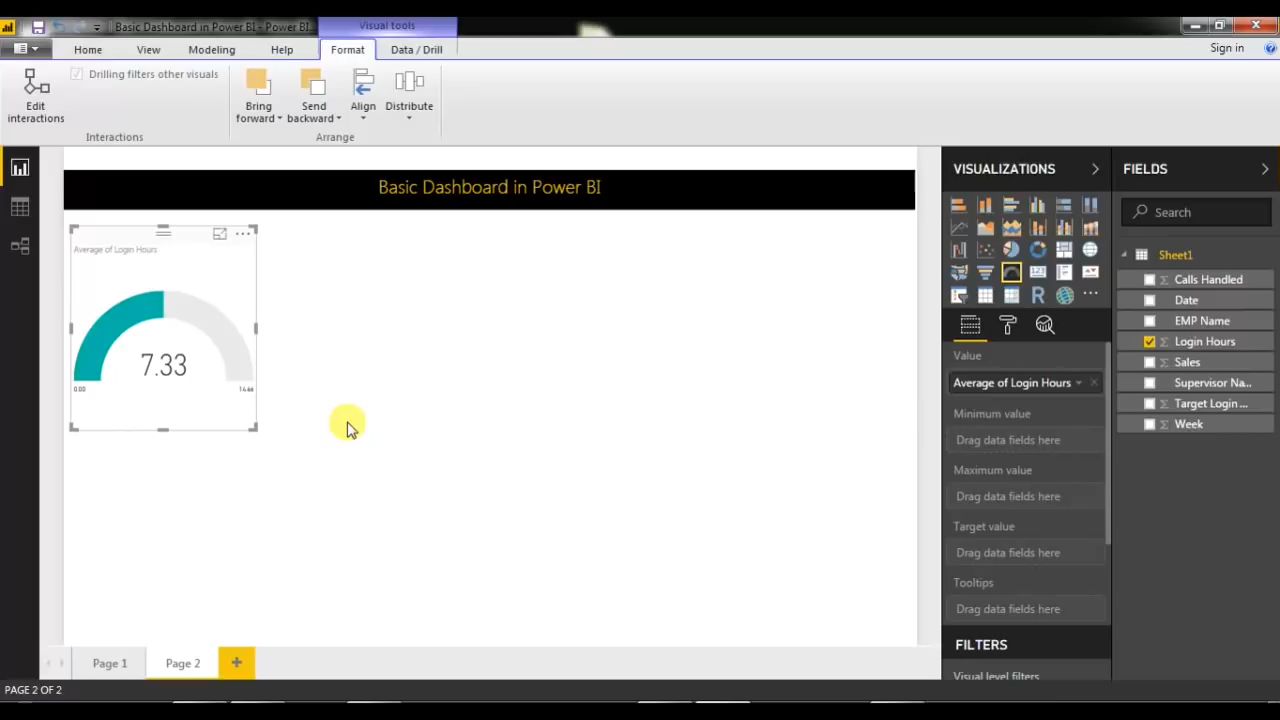 Basic Dashboard in Power BI - Power BI
Visual tools
Home
View
Modeling
Help
Format
Data / Drill
Sign in
Edit
interactions
Drilling filters other visuals
Interactions
Bring
forward
Send
backward
Align
Distribute
Arrange
Basic Dashboard in Power BI
Average of Login Hours
7.33
0.00
14.66
VISUALIZATIONS
R
Value
Average of Login Hours
Minimum value
Drag data fields here
Maximum value
Drag data fields here
Target value
Drag data fields here
Tooltips
Drag data fields here
FILTERS
Visual level filters
FIELDS
Search
Sheet1
Calls Handled
Date
EMP Name
Login Hours
Sales
Supervisor Na...
Target Login ...
Week
Page 1
Page 2
PAGE 2 OF 2